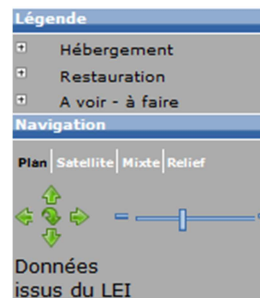 Légende
Hébergement
Restauration
A voir - à faire
Navigation
Plan Satellite Mixte Relief
Données
issus du LEI